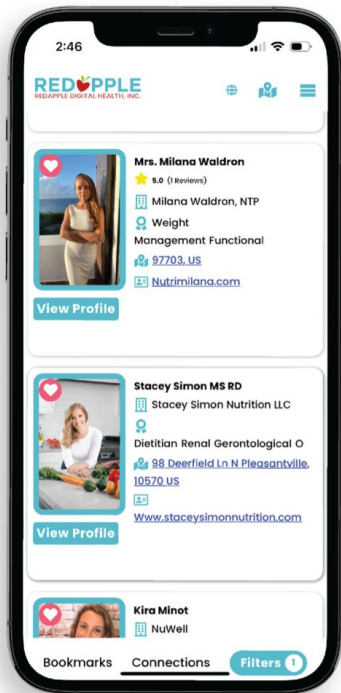 2:46
REDAPPLE
REDAPPLE DIGITAL HEALTH, INC.
Mrs. Milana Waldron
5.0 (1 Reviews)
Milana Waldron, NTP
Weight
Management Functional
97703, US
Nutrimilana.com
View Profile
Stacey Simon MS RD
Stacey Simon Nutrition LLC
Dietitian Renal Gerontological O
98 Deerfield Ln N Pleasantville,
10570 US
Www.staceysimonnutrition.com
View Profile
Kira Minot
NuWell
Bookmarks Connections Filters 1